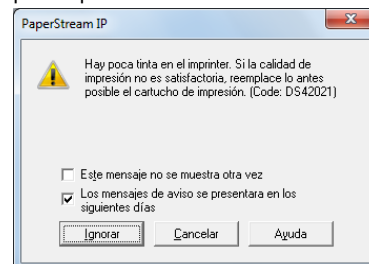 PaperStream IP
Hay poca tinta en el imprinter. Si la calidad de
impresión no es satisfactoria, reemplace lo antes
posible el cartucho de impresión. (Code: DS42021)
Este mensaje no se muestra otra vez
Los mensajes de aviso se presentara en los
siguientes días
Ignorar Cancelar Ayuda